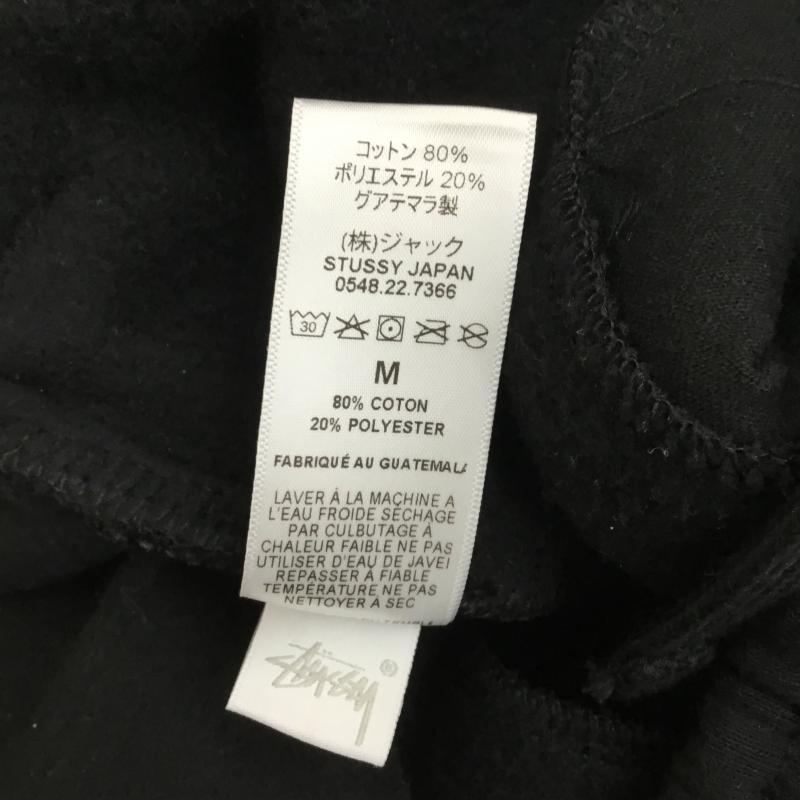 コットン 80%
ポリエステル 20%
グアテマラ製
(株)ジャック
STUSSY JAPAN
0548.22.7366
30
M
80% COTON
20% POLYESTER
FABRIQUÉ AU GUATEMALA
LAVER À LA MACHINE A
L'EAU FROIDE SÉCHAGE
PAR CULBUTAGE À
CHALEUR FAIBLE NE PAS
UTILISER D'EAU DE JAVEl
REPASSER À FIABLE
TEMPÉRATURE NE PAS
NETTOYER À SEC
Stüssy ®